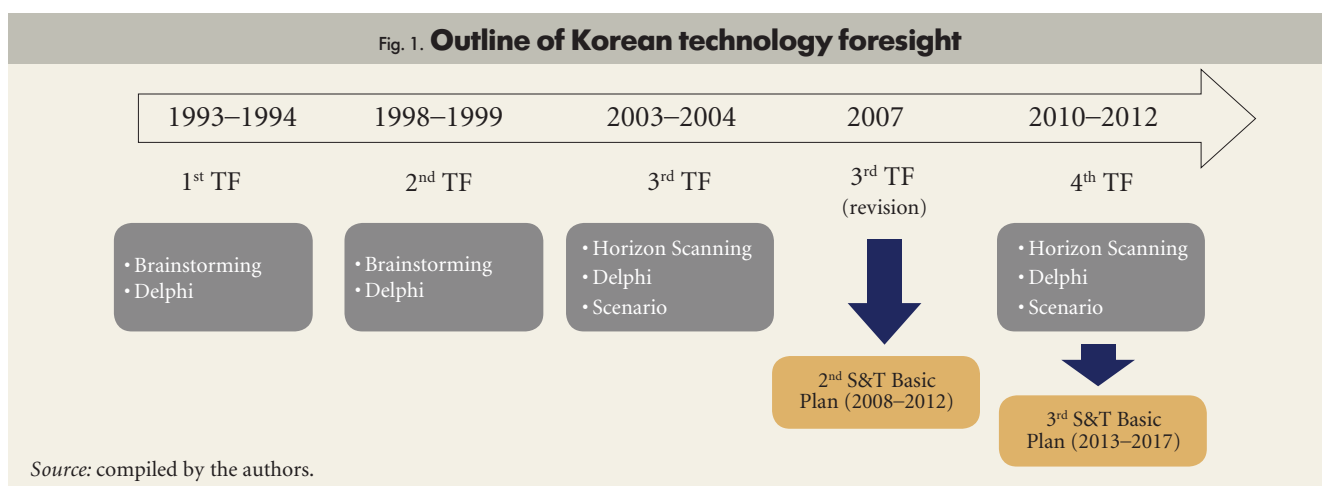 Fig. 1. Outline of Korean technology foresight
1993–1994
1998–1999
2003–2004
2007
2010–2012
1st TF
2nd TF
3rd TF
3rd TF
(revision)
4th TF
• Brainstorming
• Delphi
• Brainstorming
• Delphi
• Horizon Scanning
• Delphi
• Scenario
• Horizon Scanning
• Delphi
• Scenario
2nd S&T Basic
Plan (2008–2012)
3rd S&T Basic
Plan (2013–2017)
Source: compiled by the authors.